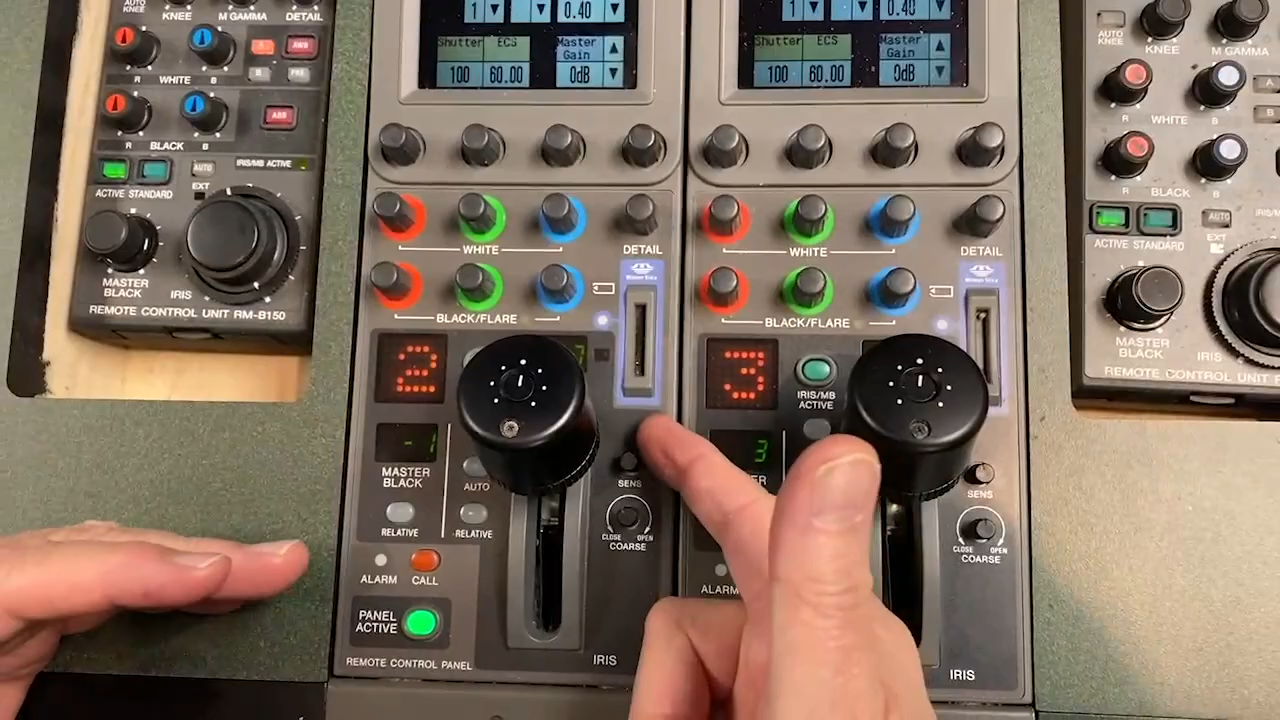 AUTO
KNEE
KNEE
M GAMMA
DETAIL
A
AWB
R
WHITE
B
B
PRE
ABB
R
BLACK
B
AUTO
IRIS/MB ACTIVE
EXT
ACTIVE STANDARD
MASTER
BLACK
IRIS
REMOTE CONTROL UNIT RM-B150
1
0.40
Shutter
ECS
Master
Gain
100
60.00
0dB
WHITE
DETAIL
BLACK/FLARE
2
-1
MASTER
BLACK
AUTO
SENS
RELATIVE
RELATIVE
CLOSE
OPEN
COARSE
ALARM
CALL
PANEL
ACTIVE
REMOTE CONTROL PANEL
IRIS
1
0.40
Shutter
ECS
Master
Gain
100
60.00
0dB
WHITE
DETAIL
BLACK/FLARE
3
IRIS/MB
ACTIVE
3
SENS
CLOSE
OPEN
COARSE
ALARM
IRIS
AUTO
KNEE
KNEE
M GAMMA
A
R
WHITE
B
B
R
BLACK
B
AUTO
EXT
ACTIVE STANDARD
MASTER
BLACK
IRIS
REMOTE CONTROL UNIT